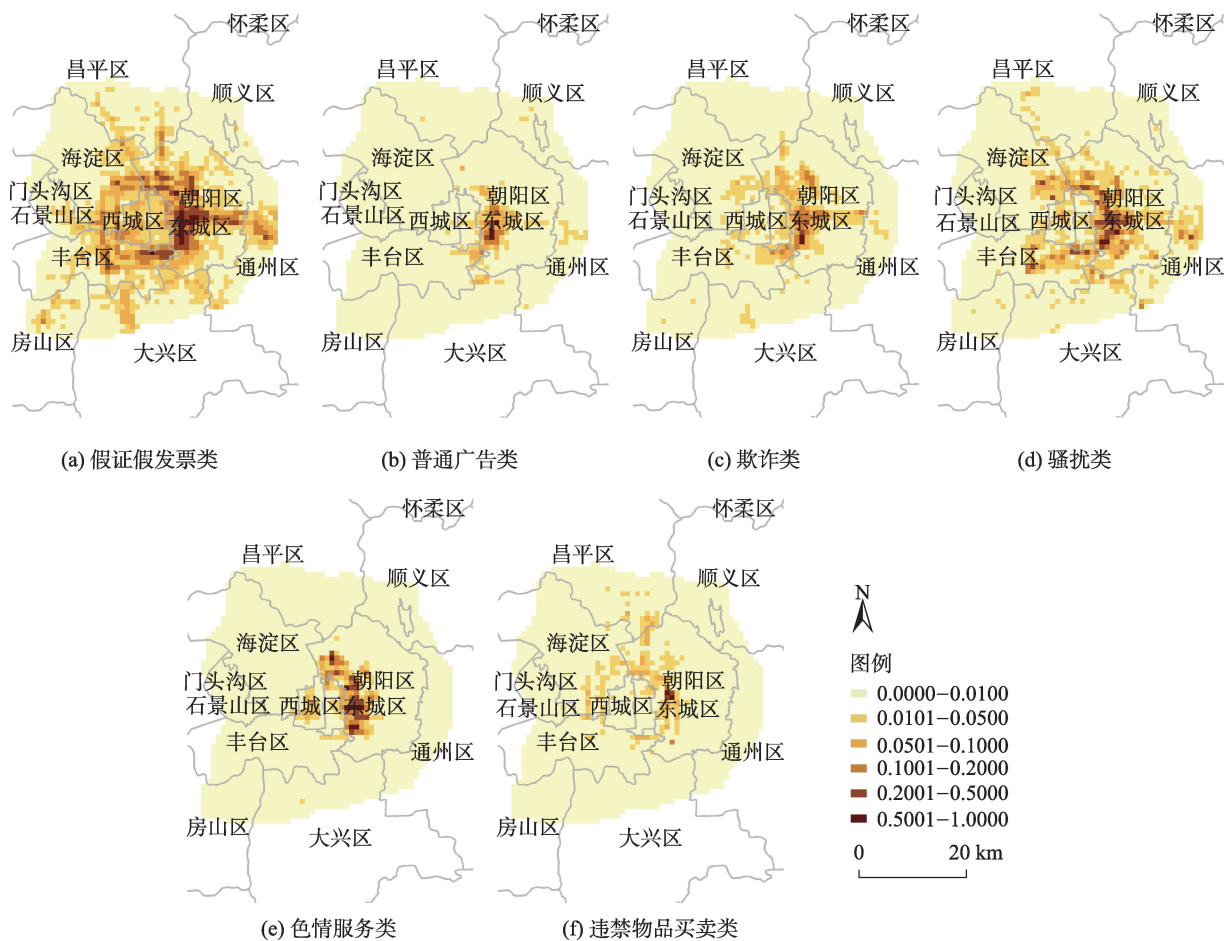 怀柔区
昌平区
顺义区
海淀区
门头沟区
朝阳区
石景山区
西城区
东城区
丰台区
通州区
房山区
大兴区
(a) 假证假发票类
怀柔区
昌平区
顺义区
海淀区
门头沟区
朝阳区
石景山区
西城区
东城区
丰台区
通州区
房山区
大兴区
(b) 普通广告类
怀柔区
昌平区
顺义区
海淀区
门头沟区
朝阳区
石景山区
西城区
东城区
丰台区
通州区
房山区
大兴区
(c) 欺诈类
怀柔区
昌平区
顺义区
海淀区
门头沟区
朝阳区
石景山区
西城区
东城区
丰台区
通州区
房山区
大兴区
(d) 骚扰类
怀柔区
昌平区
顺义区
海淀区
门头沟区
朝阳区
石景山区
西城区
东城区
丰台区
通州区
房山区
大兴区
(e) 色情服务类
怀柔区
昌平区
顺义区
海淀区
门头沟区
朝阳区
石景山区
西城区
东城区
丰台区
通州区
房山区
大兴区
(f) 违禁物品买卖类
N
图例
0.0000−0.0100
0.0101−0.0500
0.0501−0.1000
0.1001−0.2000
0.2001−0.5000
0.5001−1.0000
0 20 km